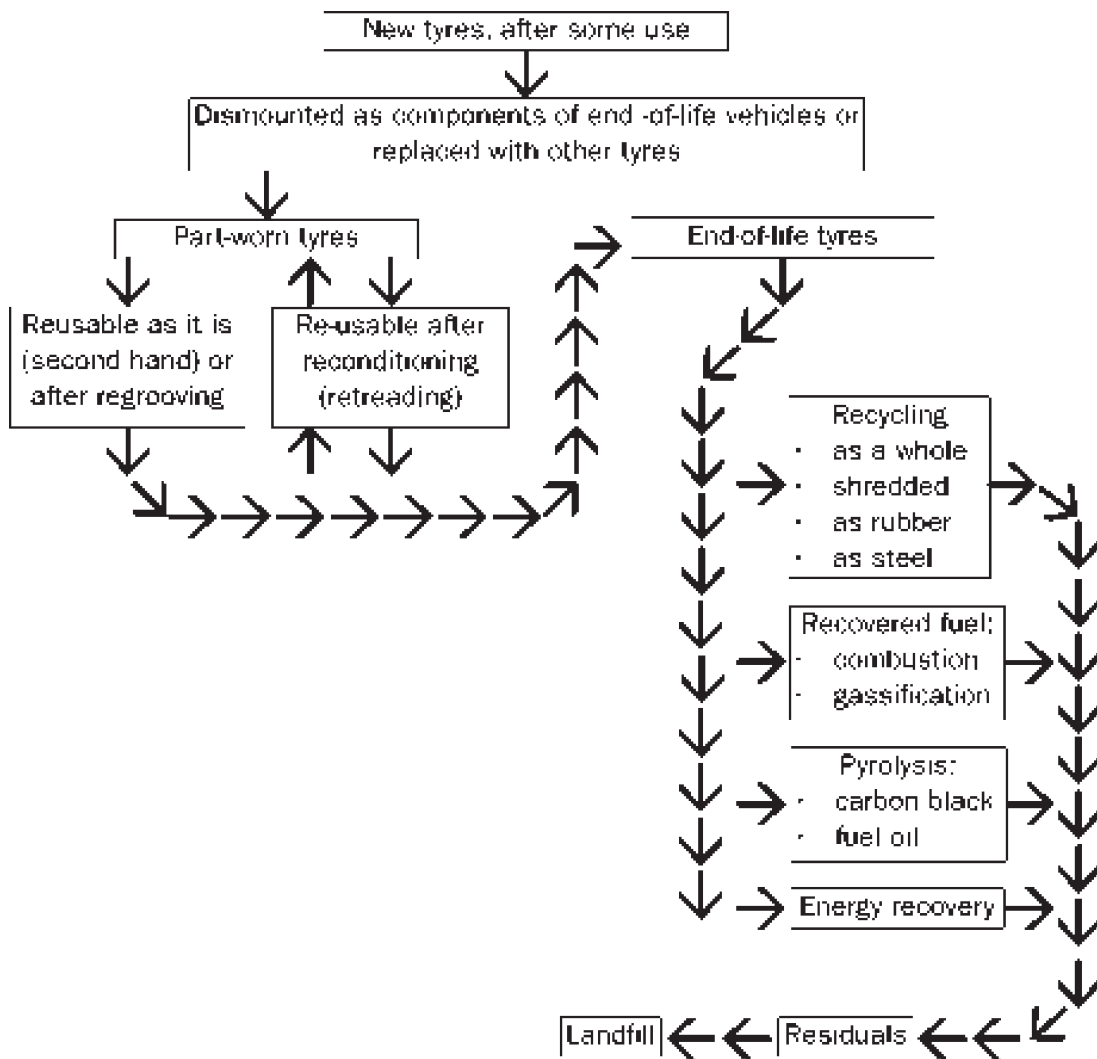 New tyres, after some use
Dismounted as components of end -of-life vehicles or
replaced with other tyres
Part-worn tyres
End-of-life tyres
Reusable as it is
(second hand) or
after regrooving
Re-usable after
reconditioning
(retreading)
Recycling
· as a whole
· shredded
· as rubber
· as steel
Recovered fuel:
· combustion
· gassification
Pyrolysis:
· carbon black
· fuel oil
Energy recovery
Landfill
Residuals